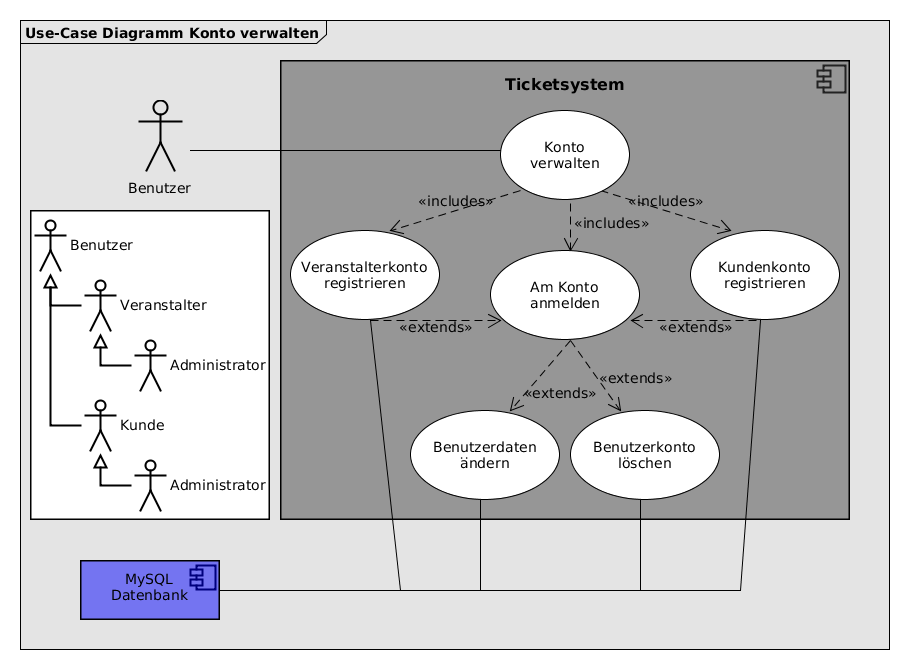 Use-Case Diagramm Konto verwalten
Ticketsystem
Konto
verwalten
Benutzer
«includes»
«includes»
«includes»
Benutzer
Veranstalter
Administrator
Kunde
Administrator
Veranstalterkonto
registrieren
Am Konto
anmelden
Kundenkonto
registrieren
«extends»
«extends»
«extends»
«extends»
Benutzerdaten
ändern
Benutzerkonto
löschen
MySQL
Datenbank